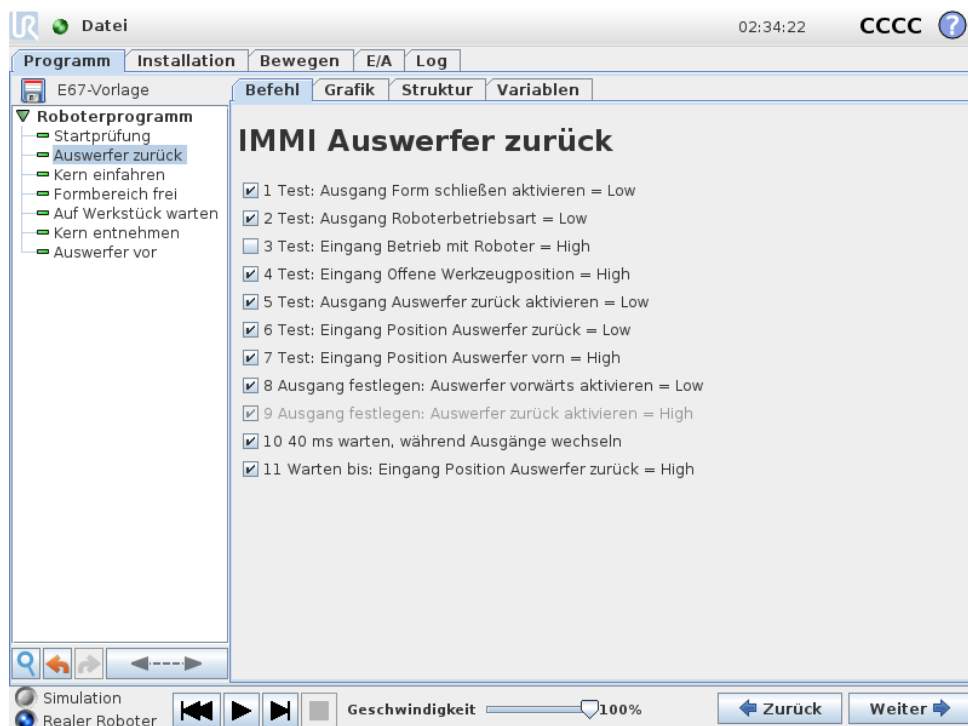 UR Datei 02:34:22 CCCC ?
Programm Installation Bewegen E/A Log
E67-Vorlage
Befehl Grafik Struktur Variablen
Roboterprogramm
Startprüfung
Auswerfer zurück
Kern einfahren
Formbereich frei
Auf Werkstück warten
Kern entnehmen
Auswerfer vor
IMMI Auswerfer zurück
1 Test: Ausgang Form schließen aktivieren = Low
2 Test: Ausgang Roboterbetriebsart = Low
3 Test: Eingang Betrieb mit Roboter = High
4 Test: Eingang Offene Werkzeugposition = High
5 Test: Ausgang Auswerfer zurück aktivieren = Low
6 Test: Eingang Position Auswerfer zurück = Low
7 Test: Eingang Position Auswerfer vorn = High
8 Ausgang festlegen: Auswerfer vorwärts aktivieren = Low
9 Ausgang festlegen: Auswerfer zurück aktivieren = High
10 40 ms warten, während Ausgänge wechseln
11 Warten bis: Eingang Position Auswerfer zurück = High
Simulation
Realer Roboter
Geschwindigkeit 100%
Zurück
Weiter